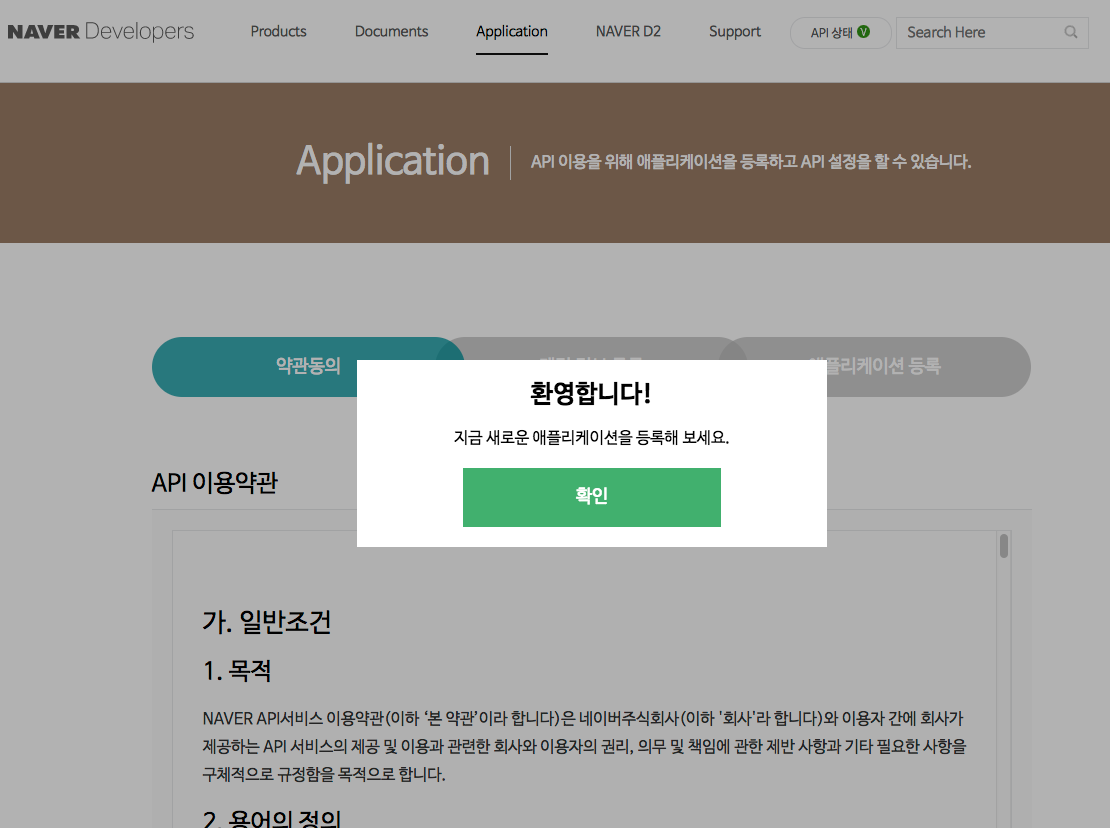 NAVER Developers
Products
Documents
Application
NAVER D2
Support
API 상태 V
Search Here
Application
API 이용을 위해 애플리케이션을 등록하고 API 설정을 할 수 있습니다.
약관동의
애플리케이션 등록
환영합니다!
지금 새로운 애플리케이션을 등록해 보세요.
확인
API 이용약관
가. 일반조건
1. 목적
NAVER API서비스 이용약관(이하 ‘본 약관’이라 합니다)은 네이버주식회사(이하 '회사'라 합니다)와 이용자 간에 회사가
제공하는 API 서비스의 제공 및 이용과 관련한 회사와 이용자의 권리, 의무 및 책임에 관한 제반 사항과 기타 필요한 사항을
구체적으로 규정함을 목적으로 합니다.
2. 용어의 정의